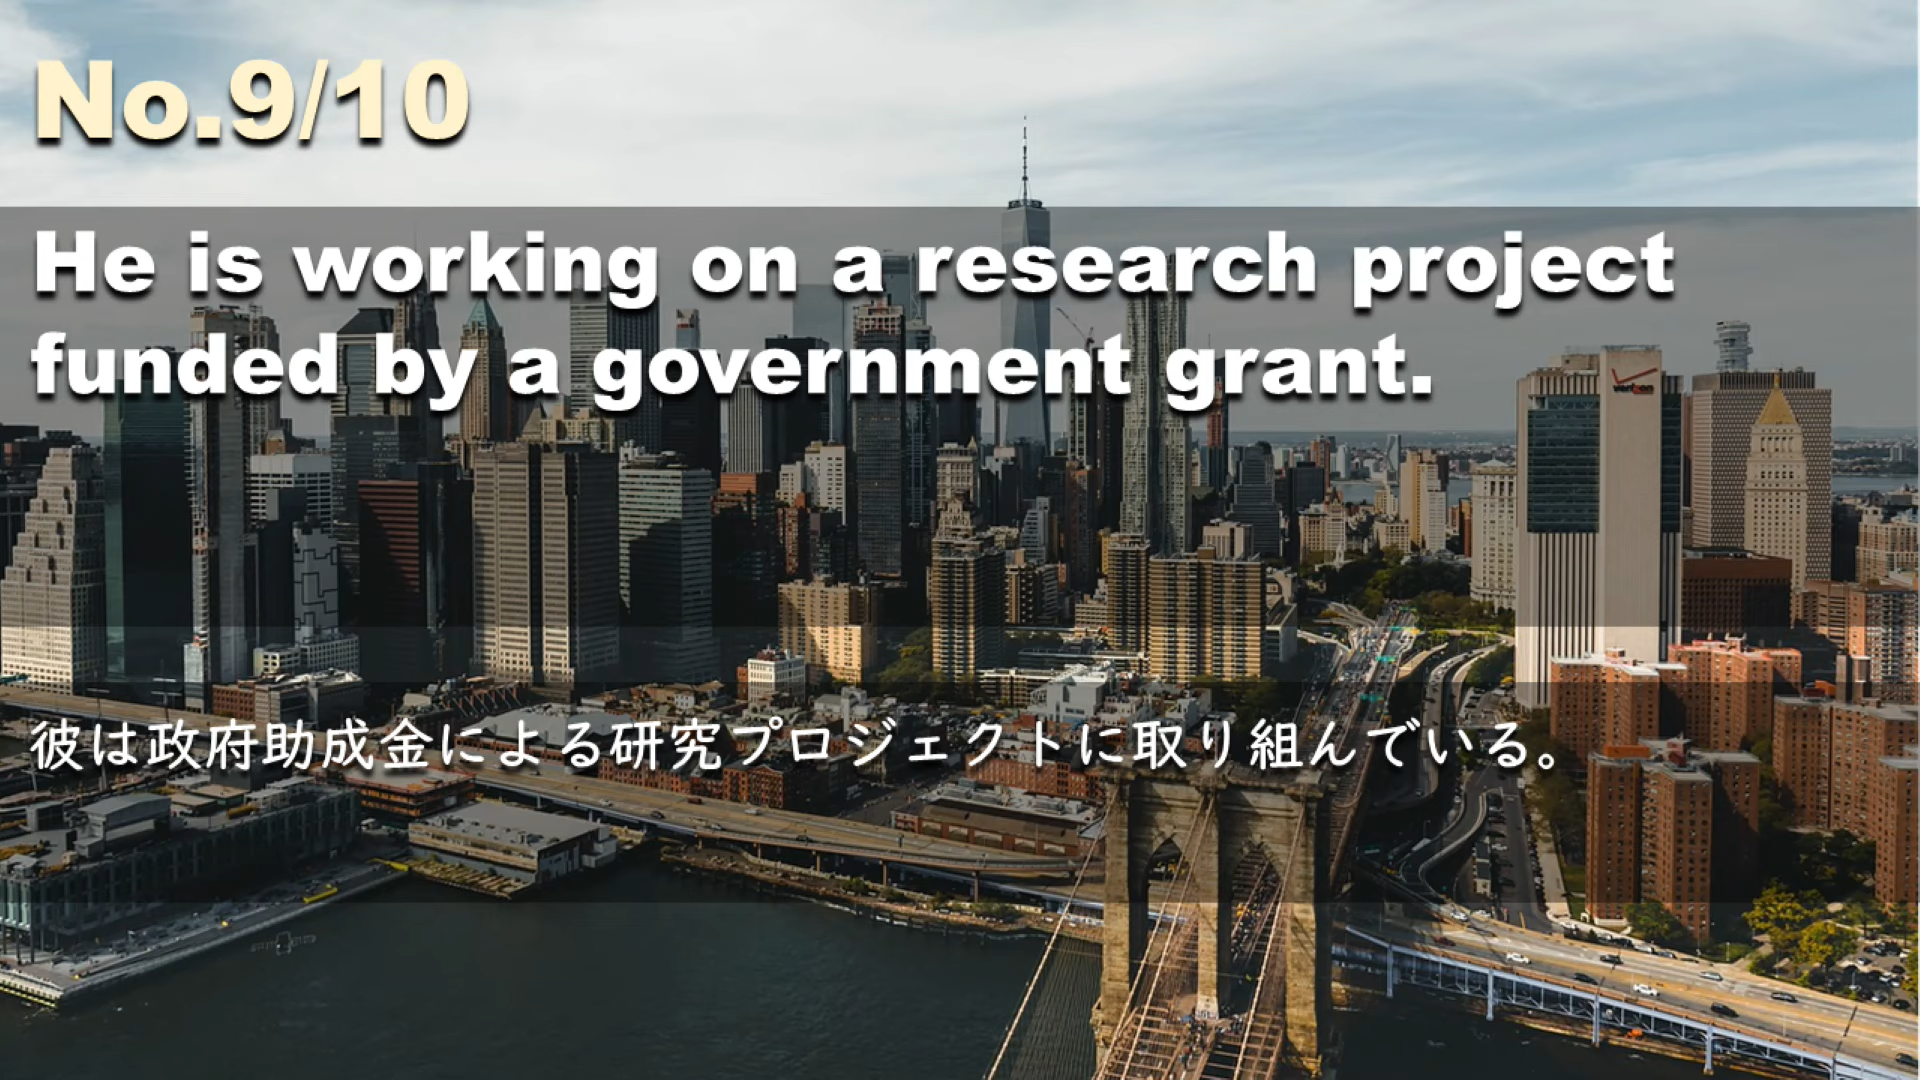 No.9/10
He is working on a research project
funded by a government grant.
verizon
彼は政府助成金による研究プロジェクトに取り組んでいる。